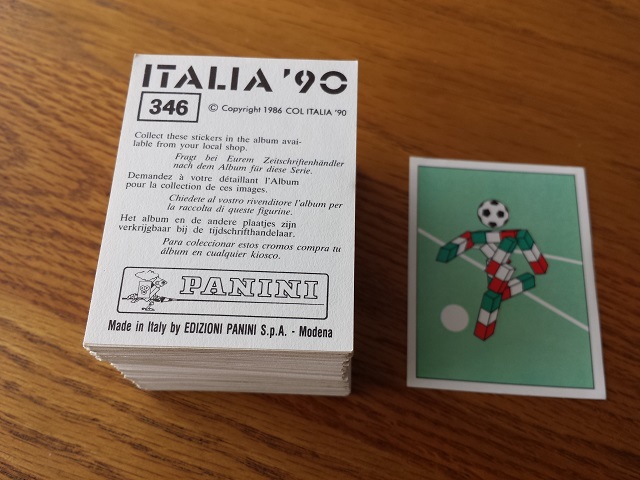 ITALIA '90
346 © Copyright 1986 COL ITALIA '90
Collect these stickers in the album avai-
lable from your local shop.
Fragt bei Eurem Zeitschriftenhändler
nach dem Album für diese Serie.
Demandez à votre détaillant l'Album
pour la collection de ces images.
Chiedete al vostro rivenditore l'album per
la raccolta di queste figurine.
Het album en de andere plaatjes zijn
verkrijgbaar bij de tijdschrifthandelaar.
Para coleccionar estos cromos compra tu
álbum en cualquier kiosco.
PANINI
Made in Italy by EDIZIONI PANINI S.p.A. - Modena